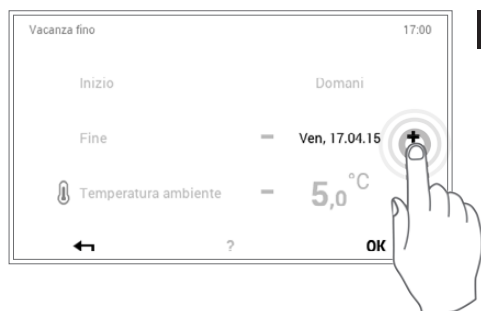 Vacanza fino 17:00
Inizio Domani
Fine − Ven, 17.04.15 +
Temperatura ambiente − 5,0 °C
? OK